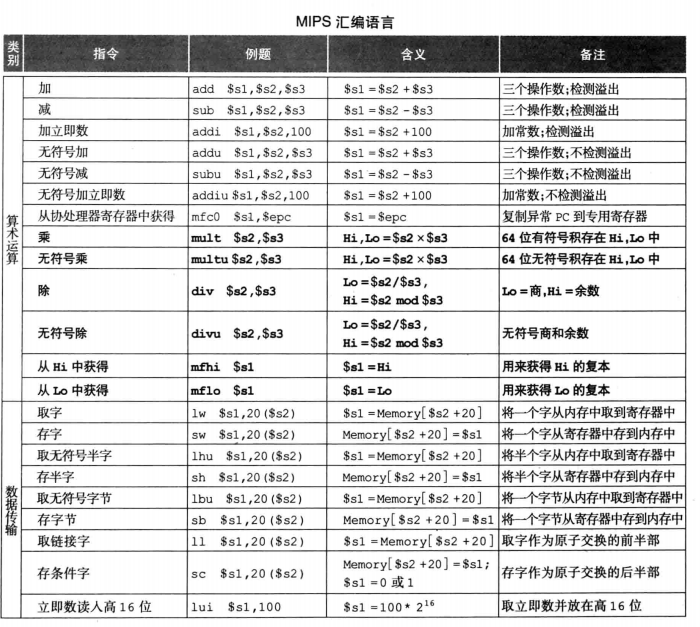 MIPS 汇编语言
类别 指令 例题 含义 备注
算术运算
加 add $s1,$s2,$s3 $s1 = $s2 + $s3 三个操作数;检测溢出
减 sub $s1,$s2,$s3 $s1 = $s2 - $s3 三个操作数;检测溢出
加立即数 addi $s1,$s2,100 $s1 = $s2 +100 加常数;检测溢出
无符号加 addu $s1,$s2,$s3 $s1 = $s2 + $s3 三个操作数;不检测溢出
无符号减 subu $s1,$s2,$s3 $s1 = $s2 - $s3 三个操作数;不检测溢出
无符号加立即数 addiu $s1,$s2,100 $s1 = $s2 +100 加常数;不检测溢出
从协处理器寄存器中获得 mfc0 $s1,$epc $s1 = $epc 复制异常 PC 到专用寄存器
乘 mult $s2,$s3 Hi,Lo = $s2 × $s3 64 位有符号积存在 Hi,Lo 中
无符号乘 multu $s2,$s3 Hi,Lo = $s2 × $s3 64 位无符号积存在 Hi,Lo 中
除 div $s2,$s3 Lo = $s2/$s3, Lo = 商,Hi = 余数
Hi = $s2 mod $s3
无符号除 divu $s2,$s3 Lo = $s2/$s3, 无符号商和余数
Hi = $s2 mod $s3
从 Hi 中获得 mfhi $s1 $s1 = Hi 用来获得 Hi 的复本
从 Lo 中获得 mflo $s1 $s1 = Lo 用来获得 Lo 的复本
数据传输
取字 lw $s1,20($s2) $s1 = Memory[$s2 +20] 将一个字从内存中取到寄存器中
存字 sw $s1,20($s2) Memory[$s2 +20] = $s1 将一个字从寄存器中存到内存中
取无符号半字 lhu $s1,20($s2) $s1 = Memory[$s2 +20] 将半个字从内存中取到寄存器中
存半字 sh $s1,20($s2) Memory[$s2 +20] = $s1 将半个字从寄存器中存到内存中
取无符号字节 lbu $s1,20($s2) $s1 = Memory[$s2 +20] 将一个字节从内存中取到寄存器中
存字节 sb $s1,20($s2) Memory[$s2 +20] = $s1 将一个字节从寄存器中存到内存中
取链接字 ll $s1,20($s2) $s1 = Memory[$s2 +20] 取字作为原子交换的前半部
存条件字 sc $s1,20($s2) Memory[$s2 +20] = $s1; 存字作为原子交换的后半部
$s1 = 0 或 1
立即数读入高 16 位 lui $s1,100 $s1 = 100 * 2¹⁶ 取立即数并放在高 16 位